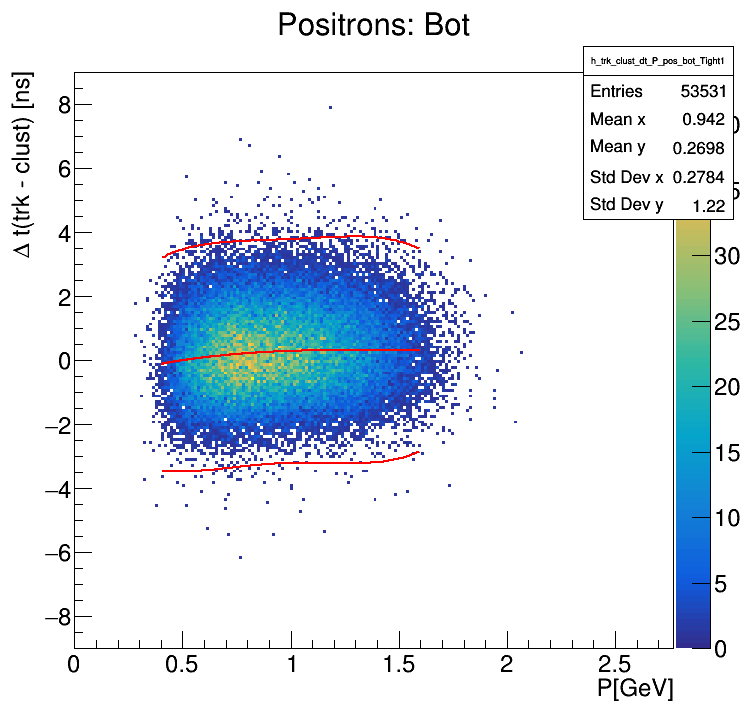 Positrons: Bot
h_trk_clust_dt_P_pos_bot_Tight1
Entries 53531
Mean x 0.942
Mean y 0.2698
Std Dev x 0.2784
Std Dev y 1.22
Δ t(trk - clust) [ns]
8
6
4
2
0
−2
−4
−6
−8
0 0.5 1 1.5 2 2.5
P[GeV]
30
25
20
15
10
5
0